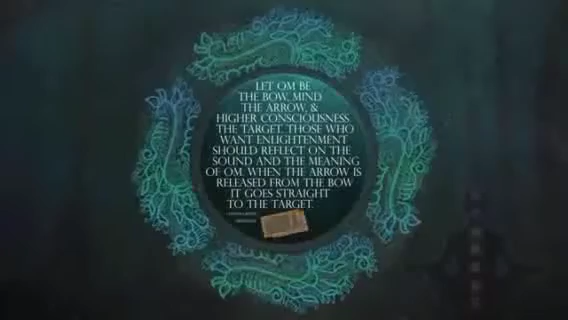 LET OM BE
THE BOW, MIND
THE ARROW, &
HIGHER CONSCIOUSNESS
THE TARGET. THOSE WHO
WANT ENLIGHTENMENT
SHOULD REFLECT ON THE
SOUND AND THE MEANING
OF OM. WHEN THE ARROW IS
RELEASED FROM THE BOW
IT GOES STRAIGHT
TO THE TARGET.